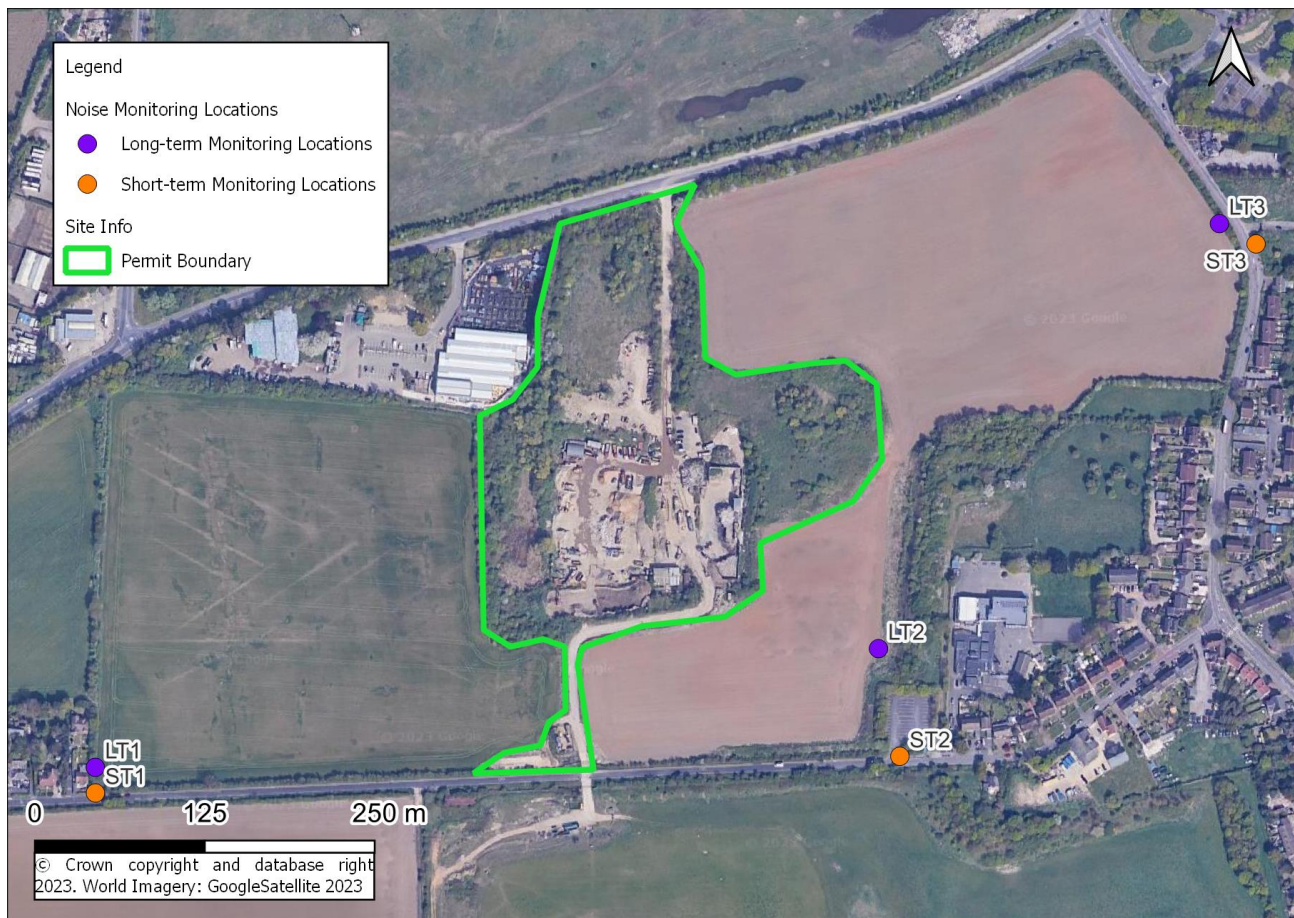 Legend
Noise Monitoring Locations
Long-term Monitoring Locations
Short-term Monitoring Locations
Site Info
Permit Boundary
LT3
ST3
© 2023 Google
LT2
ST2
LT1
ST1
0 125 250 m
© Crown copyright and database right
2023. World Imagery: GoogleSatellite 2023